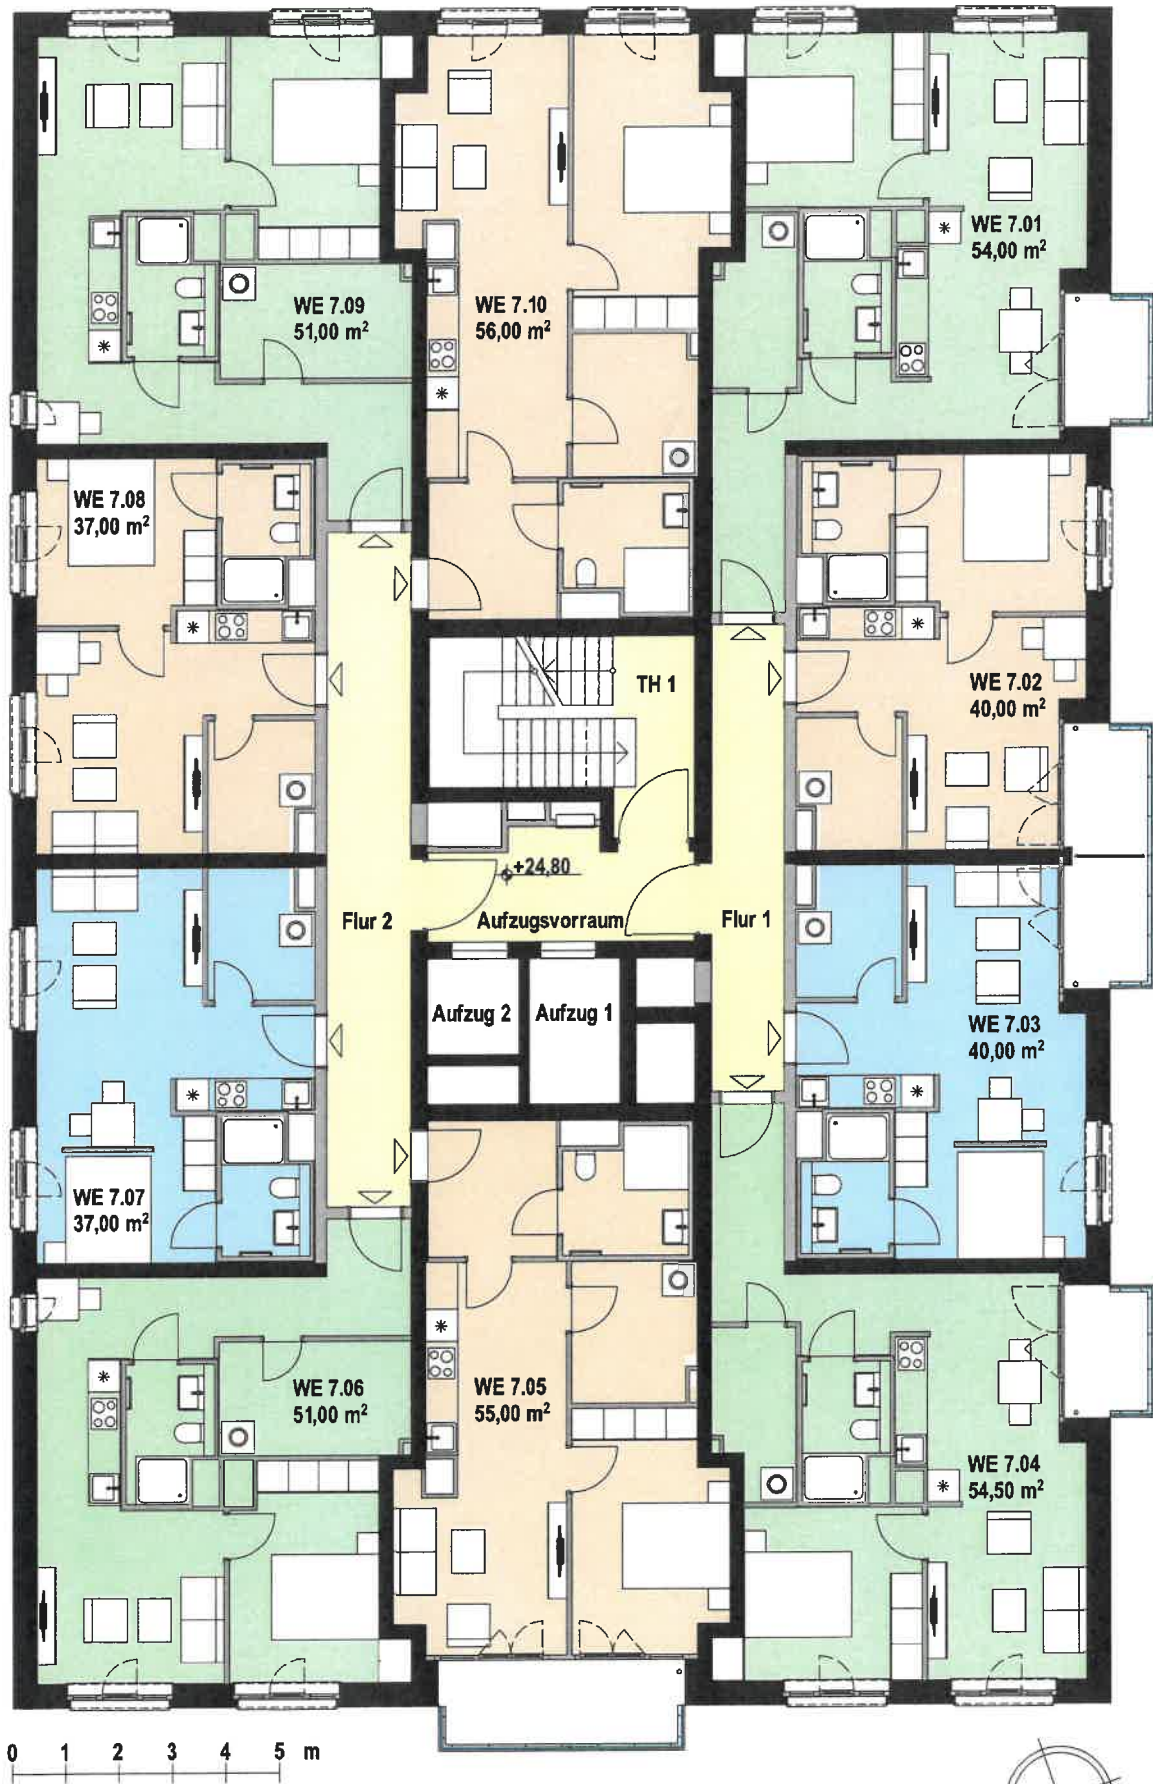 WE 7.01
54,00 m²
WE 7.09
51,00 m²
WE 7.10
56,00 m²
WE 7.08
37,00 m²
TH 1
WE 7.02
40,00 m²
+24,80
Flur 2
Aufzugsvorraum
Flur 1
Aufzug 2
Aufzug 1
WE 7.03
40,00 m²
WE 7.07
37,00 m²
WE 7.06
51,00 m²
WE 7.05
55,00 m²
WE 7.04
54,50 m²
0 1 2 3 4 5 m